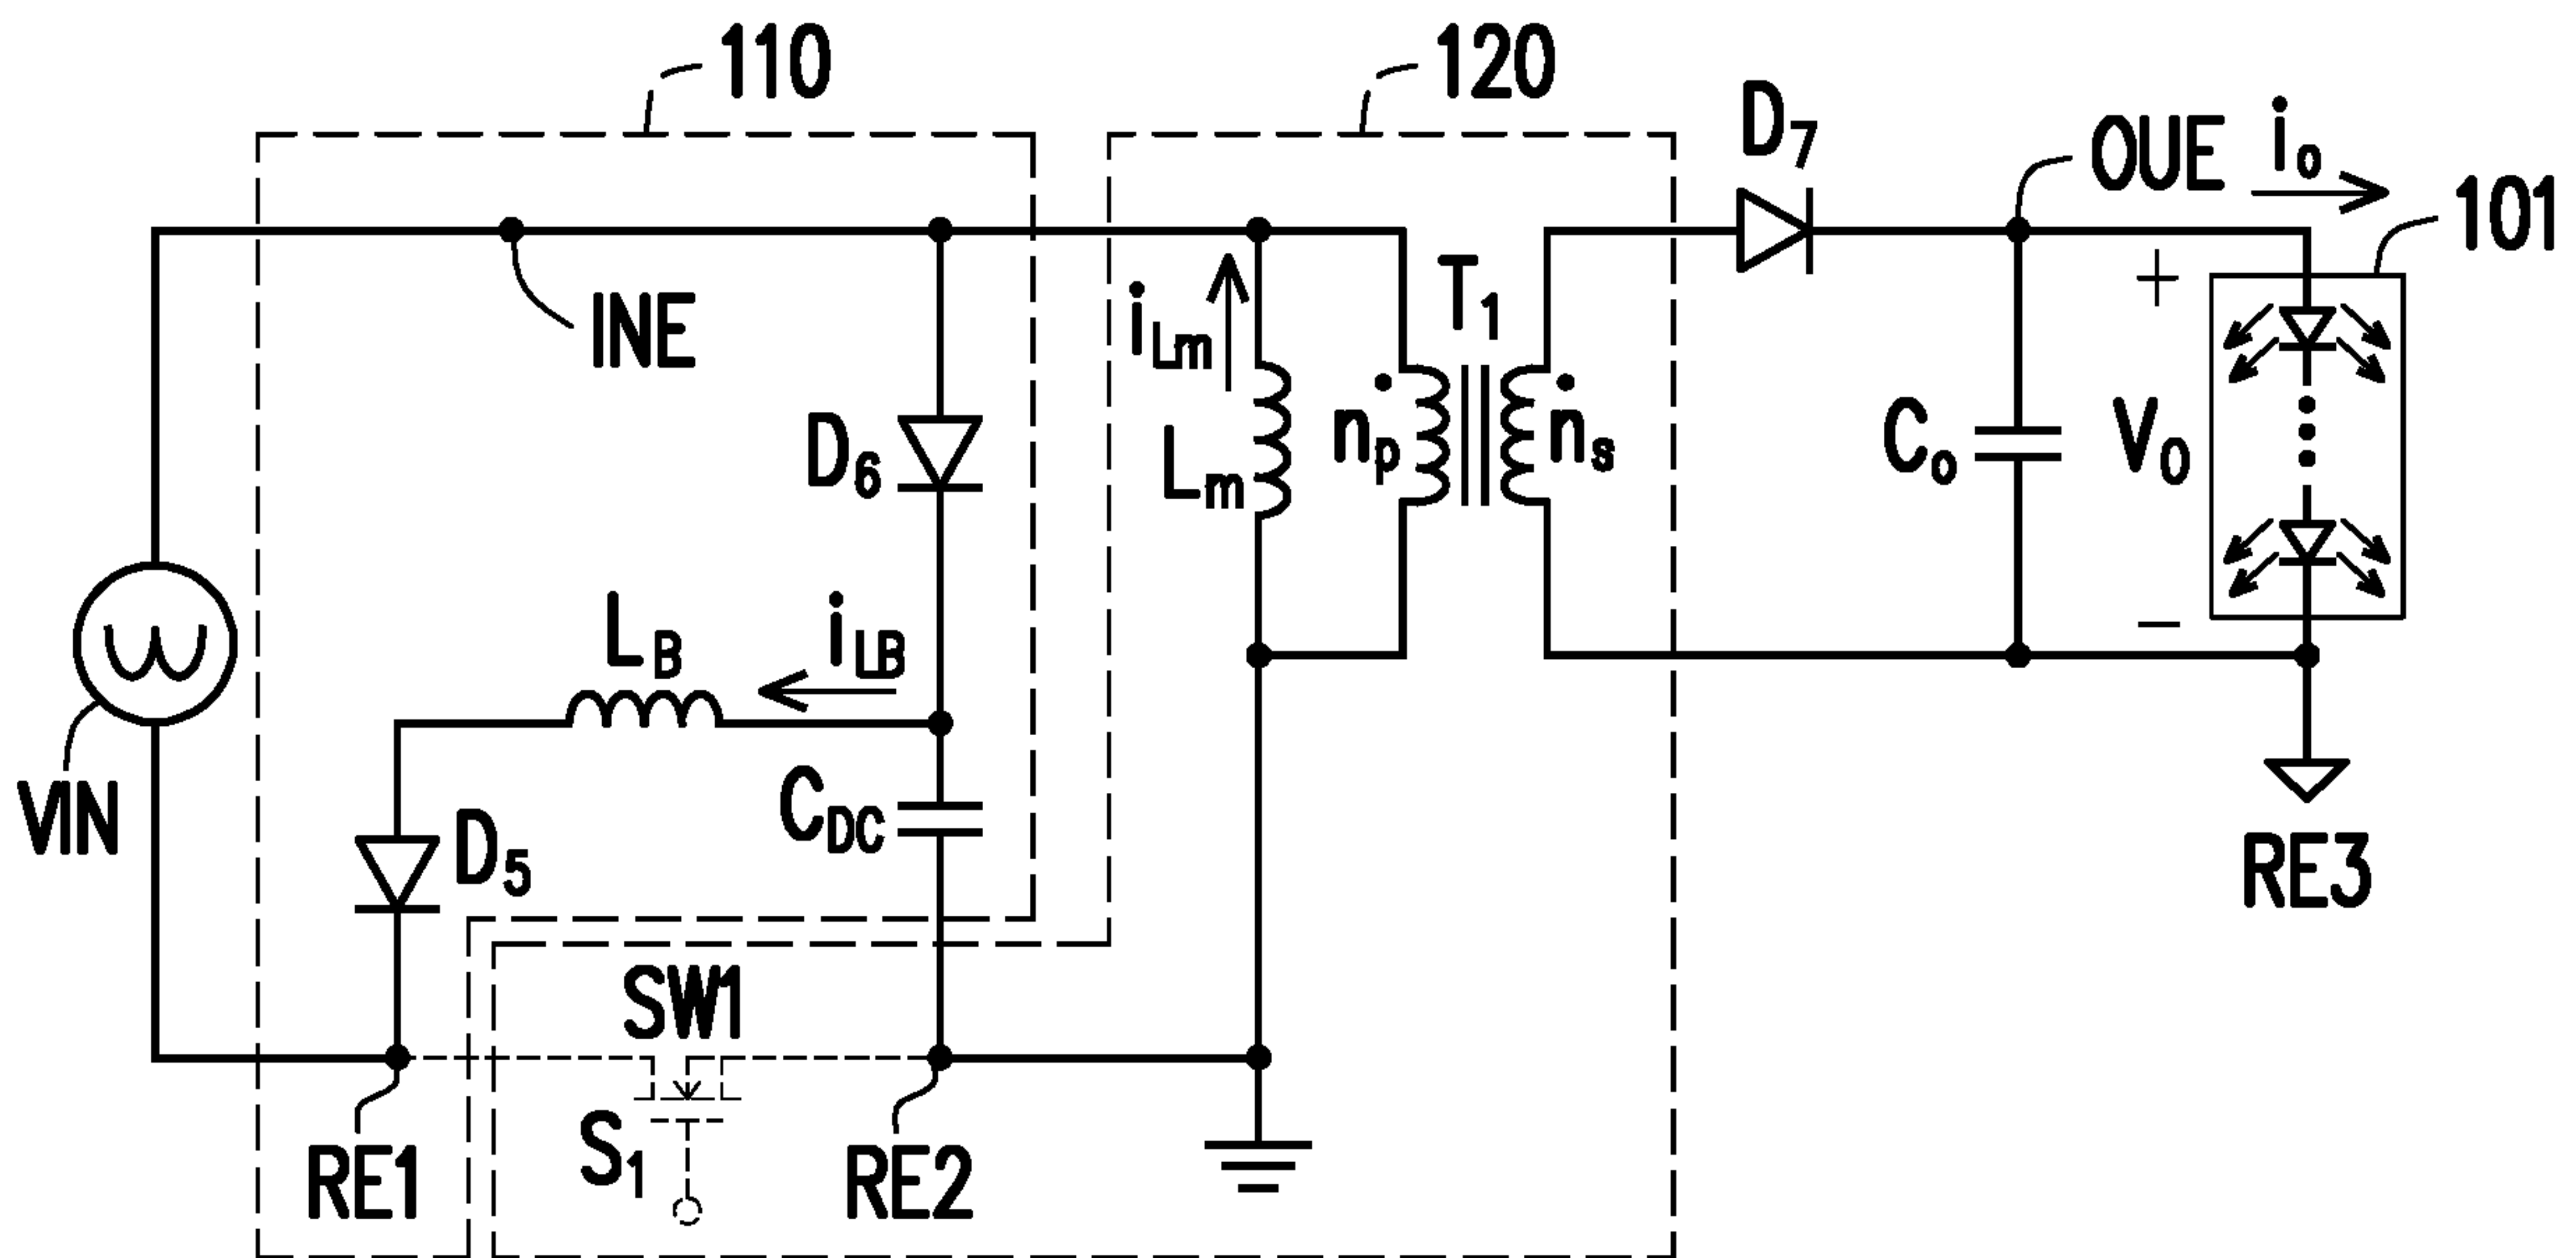 110
120
D7
OUE
io
101
INE
iLm
T1
Lm
np
ns
D6
Co
+
Vo
−
LB
iLB
VIN
D5
CDC
RE3
SW1
S1
RE1
RE2